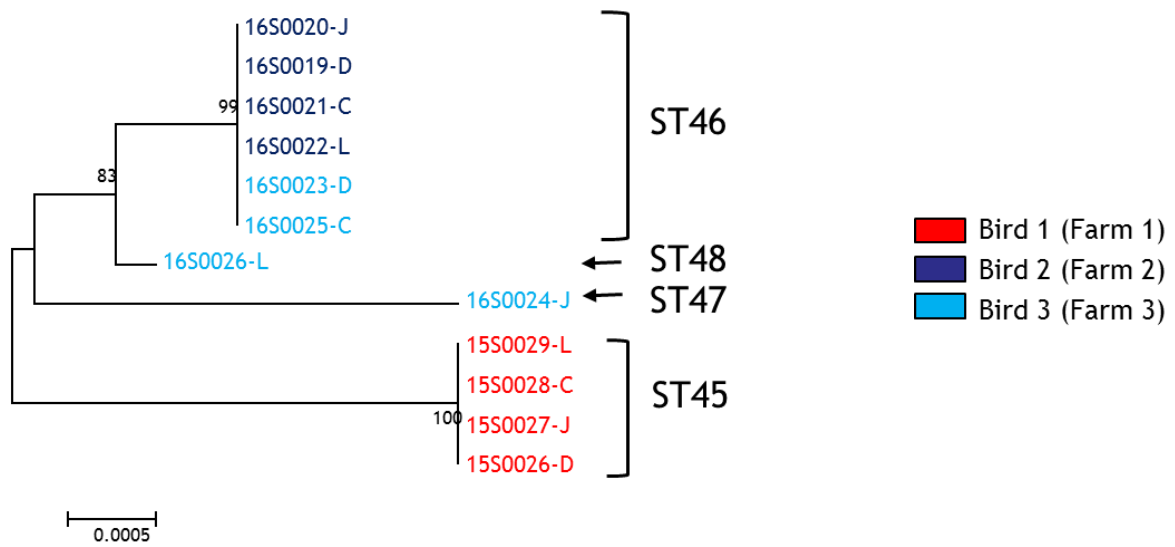 16S0020-J
16S0019-D
99
16S0021-C
ST46
16S0022-L
83
16S0023-D
16S0025-C
16S0026-L
ST48
16S0024-J
ST47
15S0029-L
15S0028-C
ST45
100
15S0027-J
15S0026-D
0.0005
Bird 1 (Farm 1)
Bird 2 (Farm 2)
Bird 3 (Farm 3)